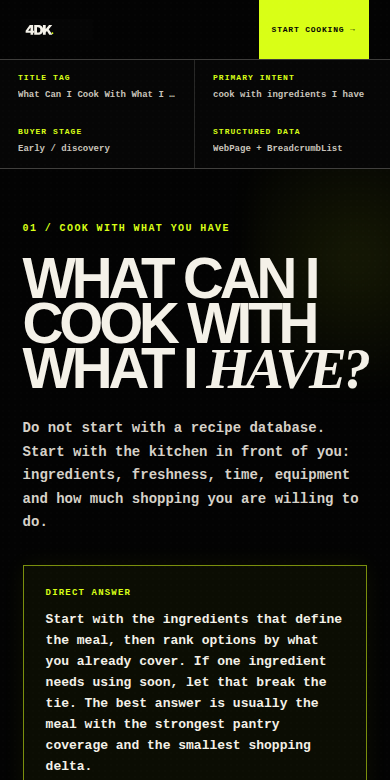 4DK.
START COOKING →
TITLE TAG
What Can I Cook With What I …
PRIMARY INTENT
cook with ingredients I have
BUYER STAGE
Early / discovery
STRUCTURED DATA
WebPage + BreadcrumbList
01 / COOK WITH WHAT YOU HAVE
WHAT CAN I
COOK WITH
WHAT I HAVE?
Do not start with a recipe database.
Start with the kitchen in front of you:
ingredients, freshness, time, equipment
and how much shopping you are willing to
do.
DIRECT ANSWER
Start with the ingredients that define
the meal, then rank options by what
you already cover. If one ingredient
needs using soon, let that break the
tie. The best answer is usually the
meal with the strongest pantry
coverage and the smallest shopping
delta.